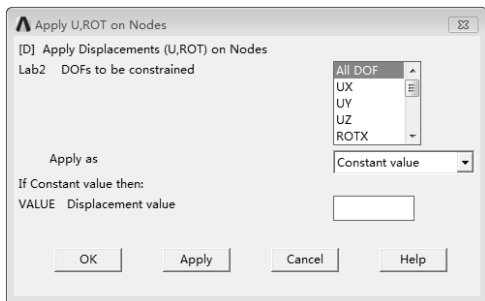 Apply U,ROT on Nodes
[D] Apply Displacements (U,ROT) on Nodes
Lab2 DOFs to be constrained
All DOF
UX
UY
UZ
ROTX
Apply as
Constant value
If Constant value then:
VALUE Displacement value
OK Apply Cancel Help